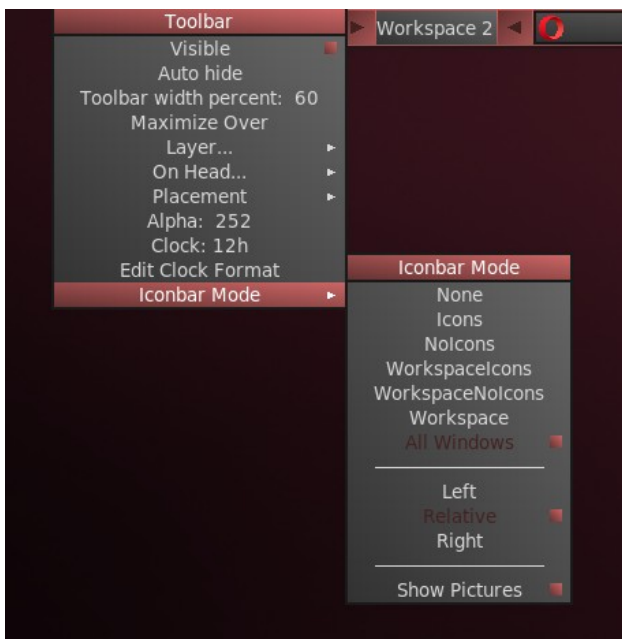 Toolbar
Workspace 2
Visible
Auto hide
Toolbar width percent: 60
Maximize Over
Layer...
On Head...
Placement
Alpha: 252
Clock: 12h
Edit Clock Format
Iconbar Mode
Iconbar Mode
None
Icons
NoIcons
WorkspaceIcons
WorkspaceNoIcons
Workspace
All Windows
Left
Relative
Right
Show Pictures